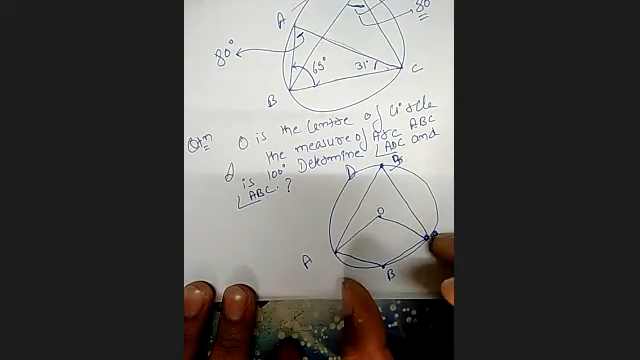 80°
A
80°
65°
31°
C
B
Qstn O is the centre of Circle
& the measure of Arc ABC
is 100° Determine ∠ADC and
∠ABC. ?
D
O
A
B